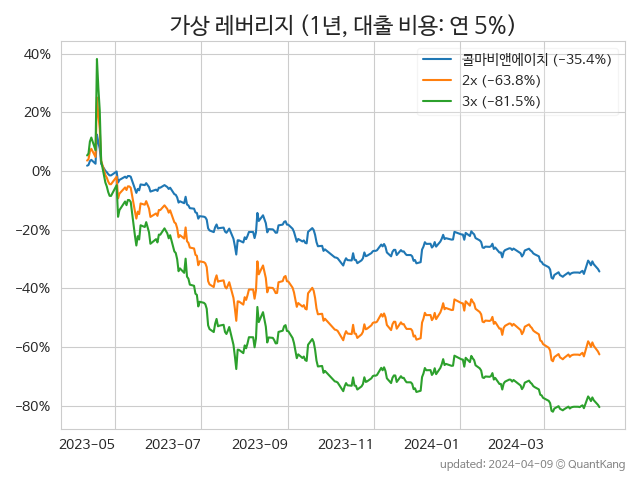 가상 레버리지 (1년, 대출 비용: 연 5%)
콜마비앤에이치 (−35.4%)
2x (−63.8%)
3x (−81.5%)
40%
20%
0%
−20%
−40%
−60%
−80%
2023-05 2023-07 2023-09 2023-11 2024-01 2024-03
updated: 2024-04-09 © QuantKang